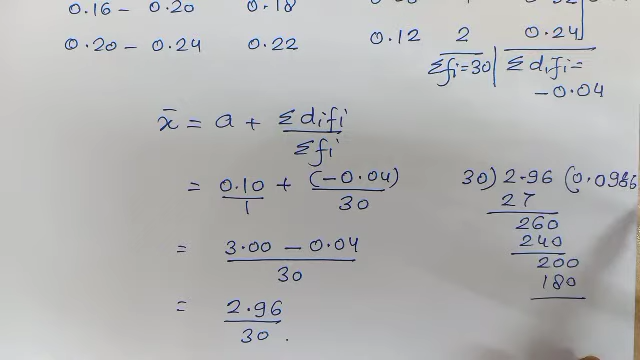 0.16 - 0.20 0.18
0.20 - 0.24 0.22 0.12 2 0.24
Σfi = 30 Σdifi =
-0.04
x̄ = a + Σdifi / Σfi
= 0.10/1 + (-0.04)/30
= 3.00 - 0.04 / 30
= 2.96 / 30.
30) 2.96 (0.0986
27
260
240
200
180